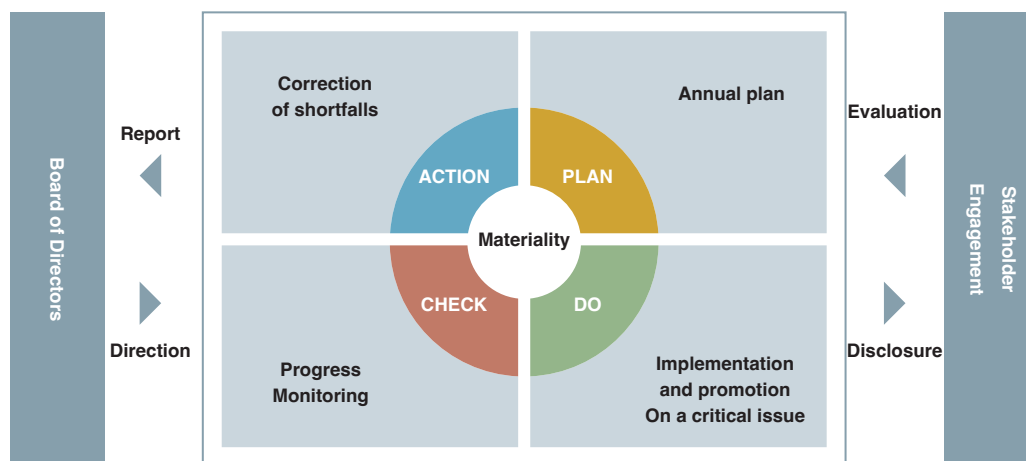 Board of Directors
Report
Direction
Correction
of shortfalls
Annual plan
ACTION
PLAN
Materiality
CHECK
DO
Progress
Monitoring
Implementation
and promotion
On a critical issue
Evaluation
Disclosure
Stakeholder
Engagement